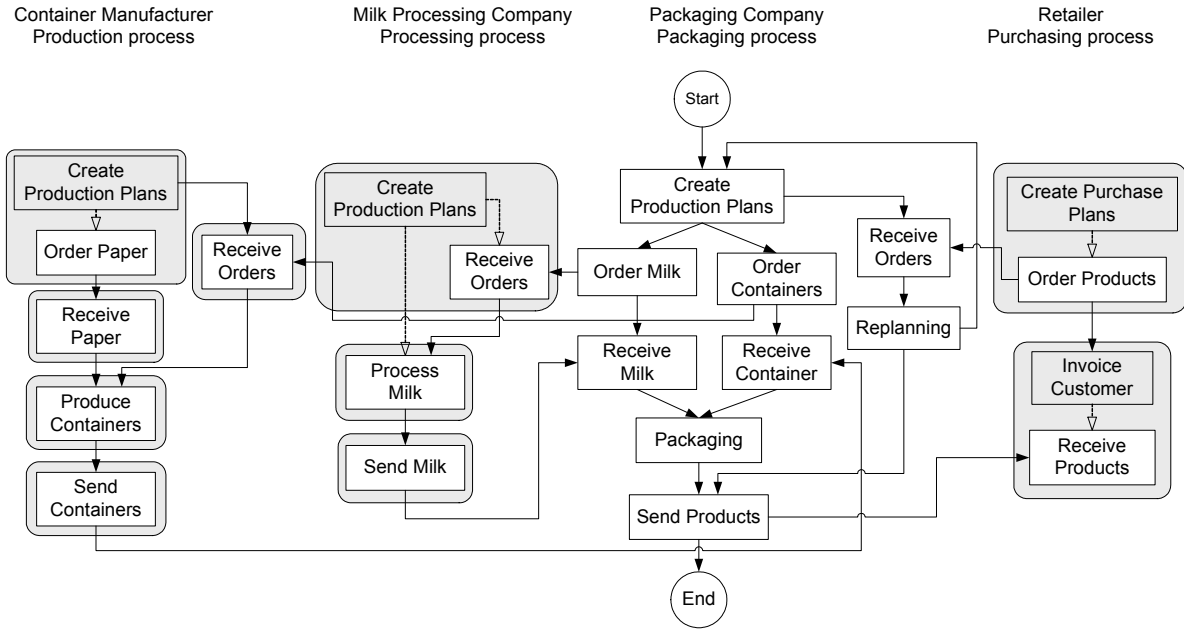 Container Manufacturer
Production process
Milk Processing Company
Processing process
Packaging Company
Packaging process
Retailer
Purchasing process
Start
Create
Production Plans
Order Paper
Receive
Orders
Receive
Paper
Produce
Containers
Send
Containers
Create
Production Plans
Receive
Orders
Process
Milk
Send Milk
Create
Production Plans
Order Milk
Order
Containers
Receive
Orders
Replanning
Receive
Milk
Receive
Container
Packaging
Send Products
End
Create Purchase
Plans
Order Products
Invoice
Customer
Receive
Products